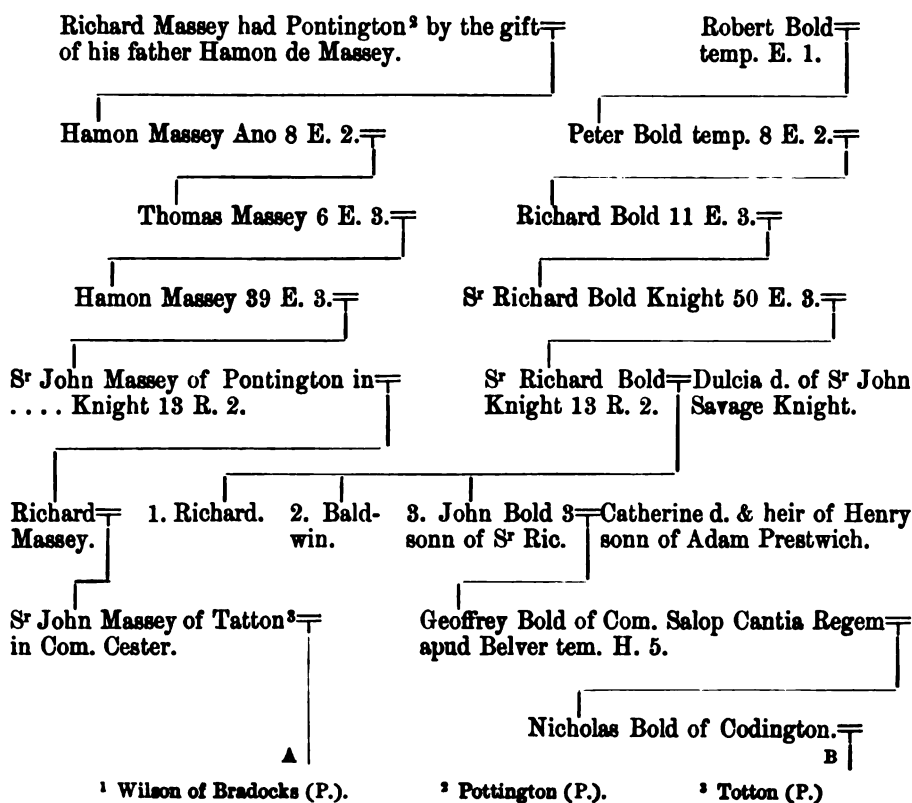 Richard Massey had Pontington² by the gift
of his father Hamon de Massey.
Robert Bold
temp. E. 1.
Hamon Massey Ano 8 E. 2.
Peter Bold temp. 8 E. 2.
Thomas Massey 6 E. 3.
Richard Bold 11 E. 3.
Hamon Massey 39 E. 3.
Sʳ Richard Bold Knight 50 E. 3.
Sʳ John Massey of Pontington in
.... Knight 13 R. 2.
Sʳ Richard Bold
Knight 13 R. 2.
Dulcia d. of Sʳ John
Savage Knight.
Richard
Massey.
1. Richard.
2. Bald-
win.
3. John Bold 3
sonn of Sʳ Ric.
Catherine d. & heir of Henry
sonn of Adam Prestwich.
Sʳ John Massey of Tatton³
in Com. Cester.
Geoffrey Bold of Com. Salop Cantia Regem
apud Belver tem. H. 5.
Nicholas Bold of Codington.
A
B
¹ Wilson of Bradocks (P.).
² Pottington (P.).
³ Totton (P.)